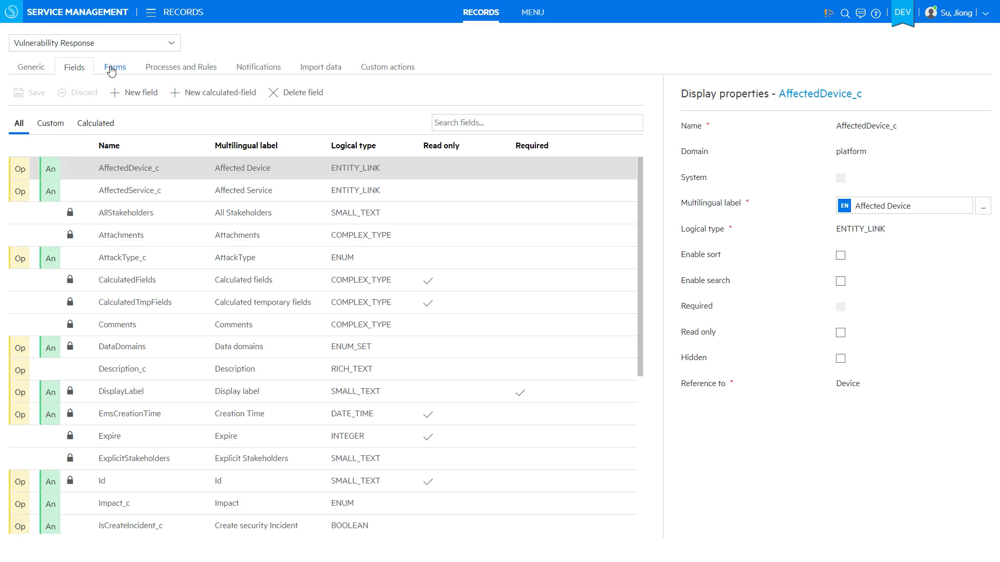 SERVICE MANAGEMENT RECORDS RECORDS MENU DEV Su, Jiong
Vulnerability Response
Generic Fields Forms Processes and Rules Notifications Import data Custom actions
Save Discard New field New calculated-field Delete field
All Custom Calculated Search fields...
Name Multilingual label Logical type Read only Required
Op An AffectedDevice_c Affected Device ENTITY_LINK
Op An AffectedService_c Affected Service ENTITY_LINK
AllStakeholders All Stakeholders SMALL_TEXT
Attachments Attachments COMPLEX_TYPE
Op An AttackType_c AttackType ENUM
CalculatedFields Calculated fields COMPLEX_TYPE
CalculatedTmpFields Calculated temporary fields COMPLEX_TYPE
Comments Comments COMPLEX_TYPE
Op An DataDomains Data domains ENUM_SET
Op Description_c Description RICH_TEXT
Op An DisplayLabel Display label SMALL_TEXT
Op An EmsCreationTime Creation Time DATE_TIME
Expire Expire INTEGER
ExplicitStakeholders Explicit Stakeholders SMALL_TEXT
Op An Id Id SMALL_TEXT
Op An Impact_c Impact ENUM
Op An IsCreateIncident_c Create security Incident BOOLEAN
Display properties - AffectedDevice_c
Name * AffectedDevice_c
Domain platform
System
Multilingual label * EN Affected Device ...
Logical type * ENTITY_LINK
Enable sort
Enable search
Required
Read only
Hidden
Reference to * Device